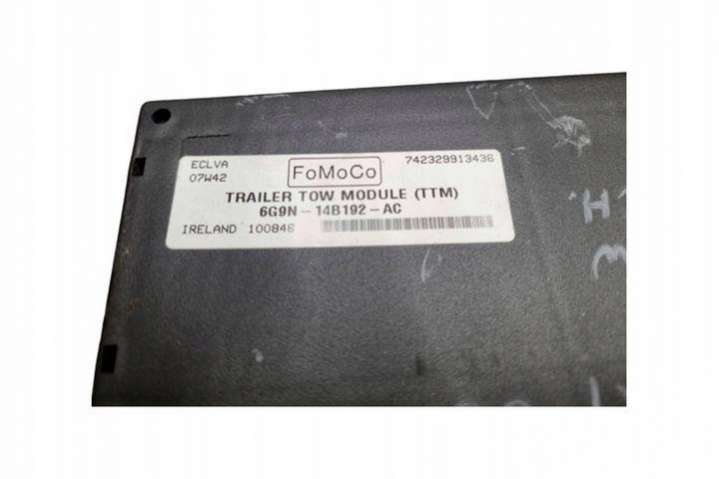 ECLVA
07W42
FoMoCo
742329913436
TRAILER TOW MODULE (TTM)
6G9N-14B192-AC
IRELAND 100846